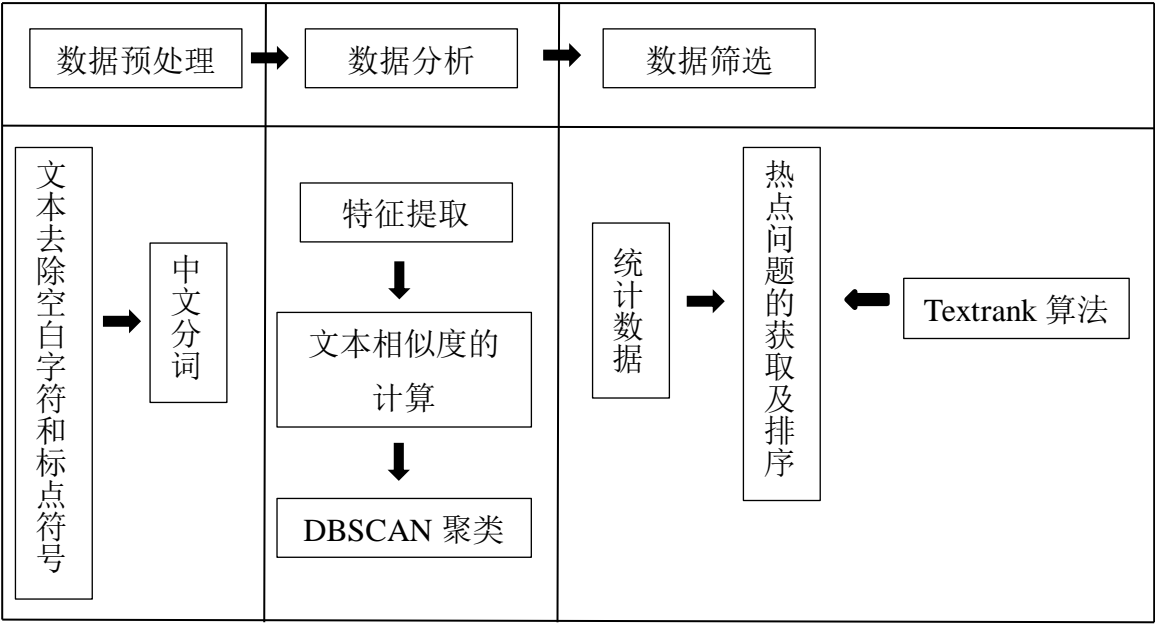 数据预处理
数据分析
数据筛选
文本去除空白字符和标点符号
中文分词
特征提取
文本相似度的
计算
DBSCAN 聚类
统计数据
热点问题的获取及排序
Textrank 算法